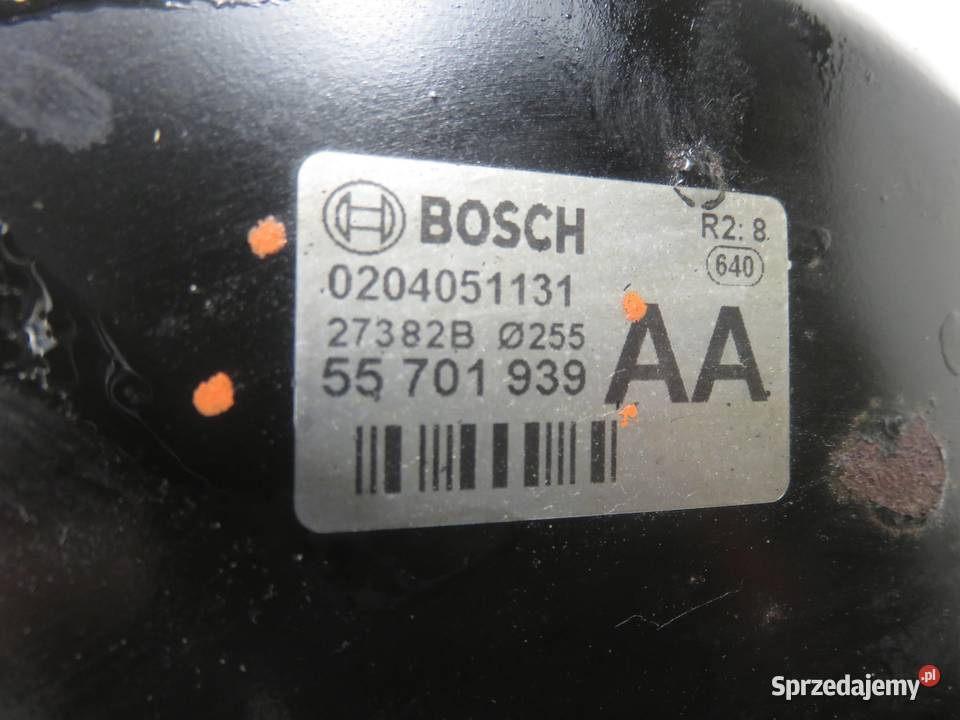 BOSCH
R2: 8
640
0204051131
27382B Ø255
55 701 939
AA
Sprzedajemy.pl